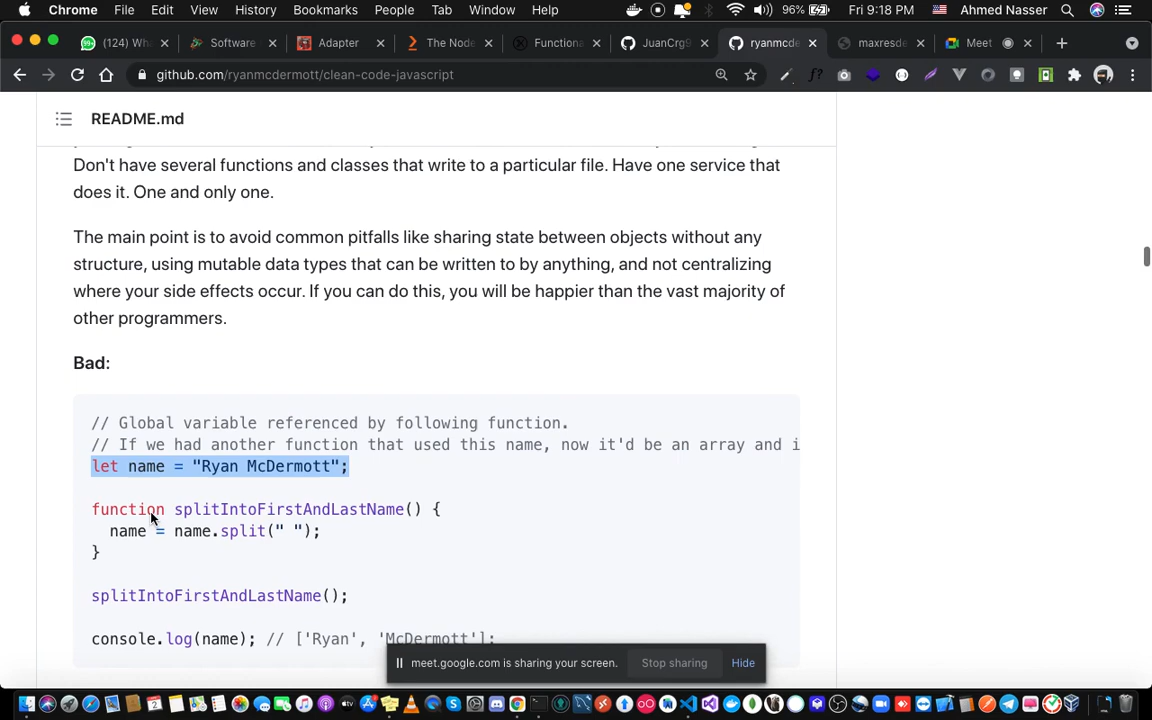 Chrome File Edit View History Bookmarks People Tab Window Help 96% Fri 9:18 PM Ahmed Nasser
(124) Wh Software Adapter The Node Functiona JuanCrg9 ryanmcde maxresde Meet
github.com/ryanmcdermott/clean-code-javascript
README.md
Don't have several functions and classes that write to a particular file. Have one service that
does it. One and only one.
The main point is to avoid common pitfalls like sharing state between objects without any
structure, using mutable data types that can be written to by anything, and not centralizing
where your side effects occur. If you can do this, you will be happier than the vast majority of
other programmers.
Bad:
// Global variable referenced by following function.
// If we had another function that used this name, now it'd be an array and i
let name = "Ryan McDermott";
function splitIntoFirstAndLastName() {
name = name.split(" ");
}
splitIntoFirstAndLastName();
console.log(name); // ['Ryan', 'McDermott'];
meet.google.com is sharing your screen. Stop sharing Hide